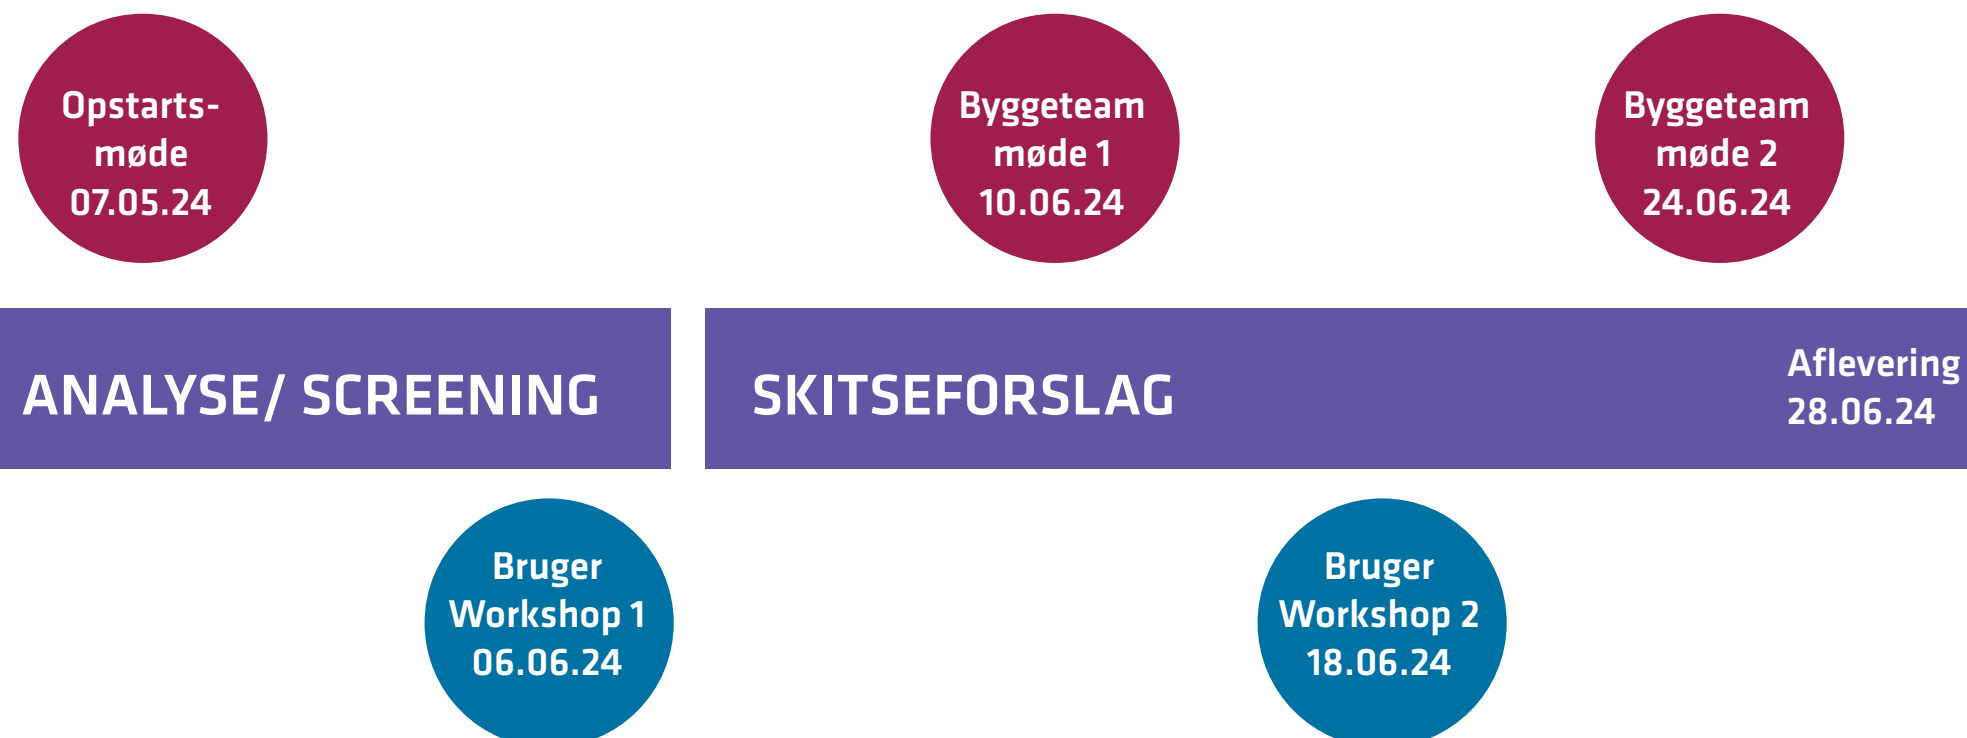 Opstarts-
møde
07.05.24
Byggeteam
møde 1
10.06.24
Byggeteam
møde 2
24.06.24
ANALYSE/ SCREENING
SKITSEFORSLAG
Aflevering
28.06.24
Bruger
Workshop 1
06.06.24
Bruger
Workshop 2
18.06.24